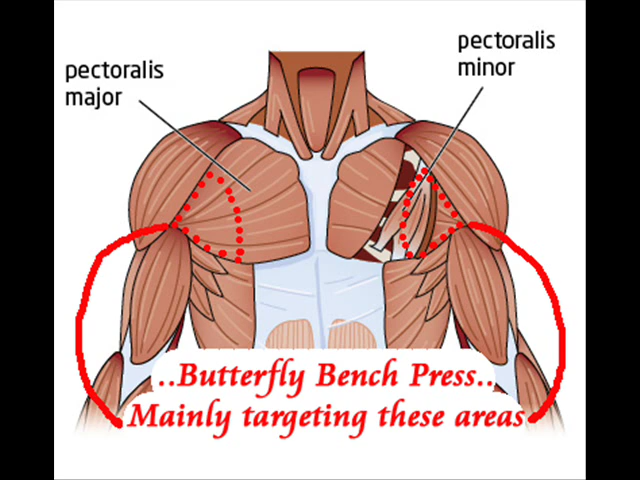 pectoralis
major
pectoralis
minor
..Butterfly Bench Press..
Mainly targeting these areas